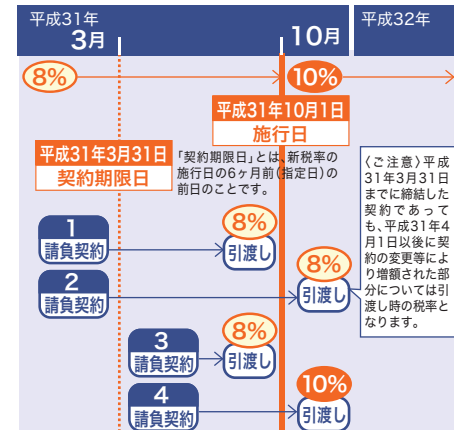 平成31年
3月
10月
平成32年
8%
10%
平成31年10月1日
施行日
平成31年3月31日
契約期限日
「契約期限日」とは、新税率の
施行日の6ヶ月前(指定日)の
前日のことです。
〈ご注意〉平成
31年3月31日
までに締結した
契約であって
も、平成31年4
月1日以後に契
約の変更等によ
り増額された部
分については引
渡し時の税率と
なります。
1
請負契約
8%
引渡し
2
請負契約
8%
引渡し
3
請負契約
8%
引渡し
4
請負契約
10%
引渡し